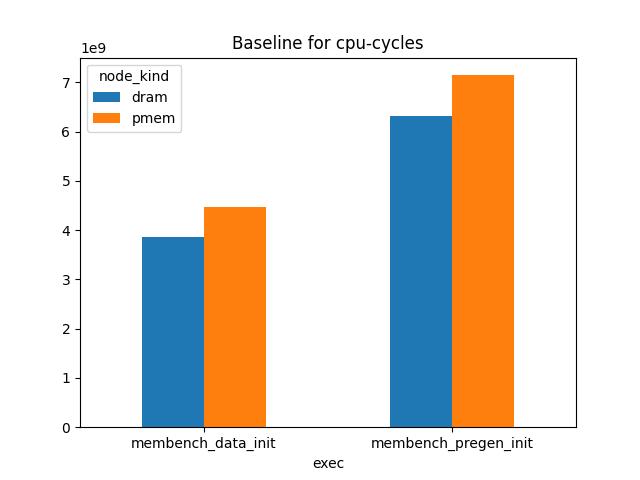 Baseline for cpu-cycles
1e9
node_kind
dram
pmem
7
6
5
4
3
2
1
0
membench_data_init membench_pregen_init
exec